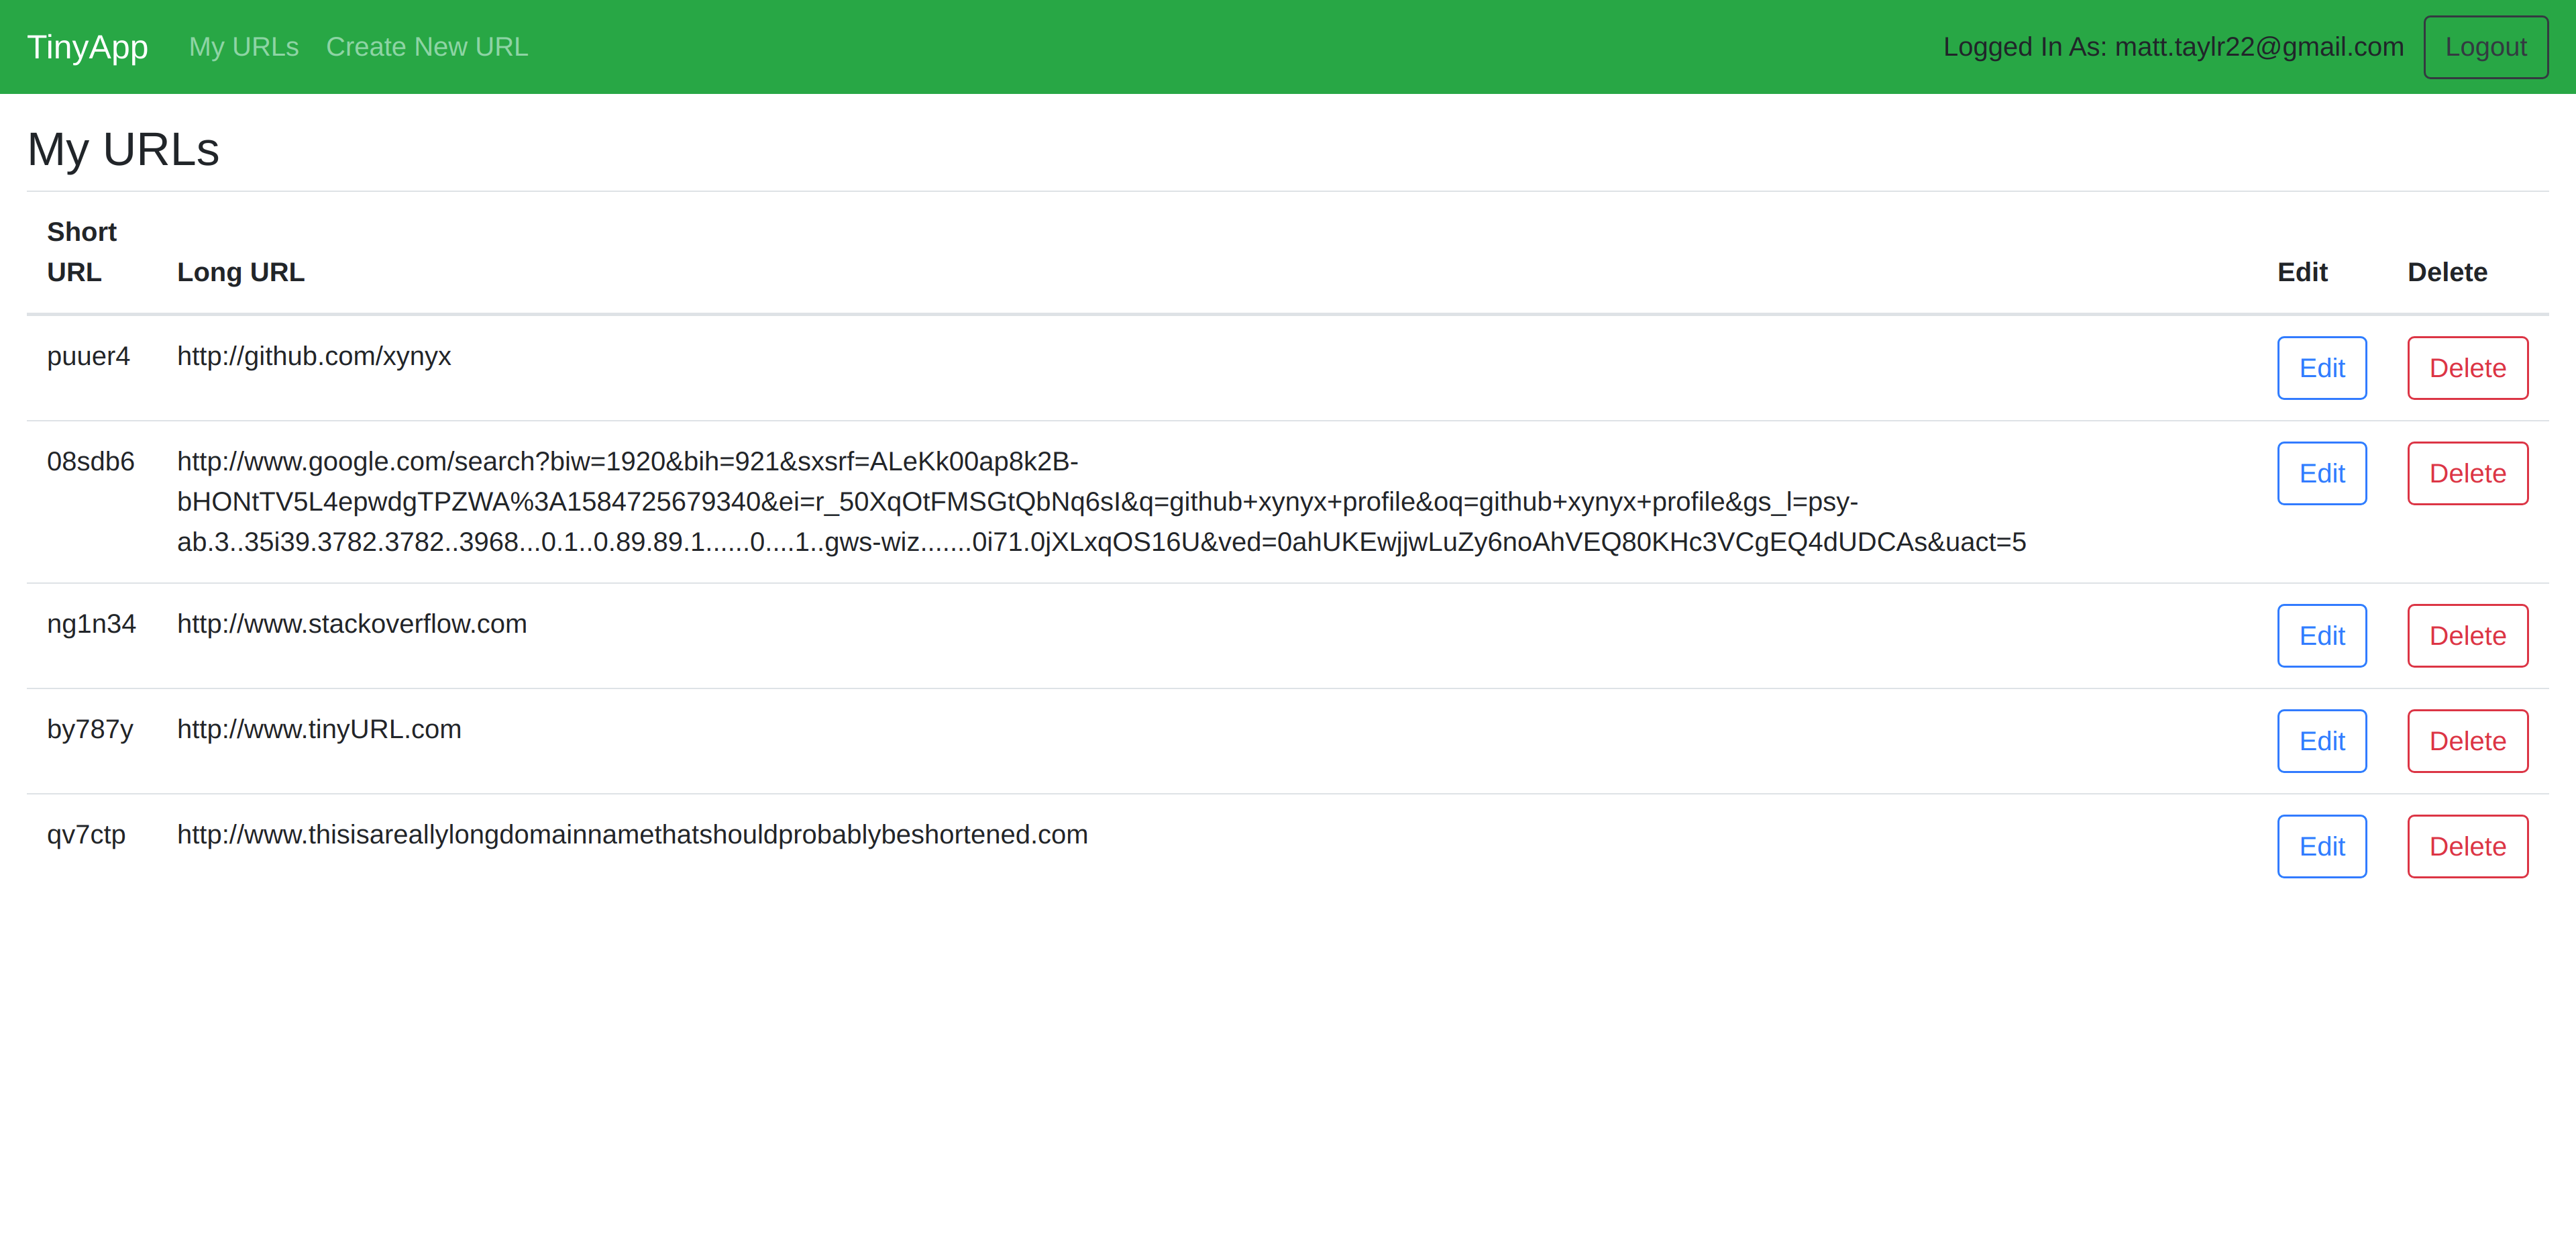 TinyApp My URLs Create New URL Logged In As: matt.taylr22@gmail.com Logout
My URLs
Short
URL Long URL Edit Delete
puuer4 http://github.com/xynyx Edit Delete
08sdb6 http://www.google.com/search?biw=1920&bih=921&sxsrf=ALeKk00ap8k2B- Edit Delete
bHONtTV5L4epwdgTPZWA%3A1584725679340&ei=r_50XqOtFMSGtQbNq6sI&q=github+xynyx+profile&oq=github+xynyx+profile&gs_l=psy-
ab.3..35i39.3782.3782..3968...0.1..0.89.89.1......0....1..gws-wiz.......0i71.0jXLxqOS16U&ved=0ahUKEwjjwLuZy6noAhVEQ80KHc3VCgEQ4dUDCAs&uact=5
ng1n34 http://www.stackoverflow.com Edit Delete
by787y http://www.tinyURL.com Edit Delete
qv7ctp http://www.thisisareallylongdomainnamethatshouldprobablybeshortened.com Edit Delete